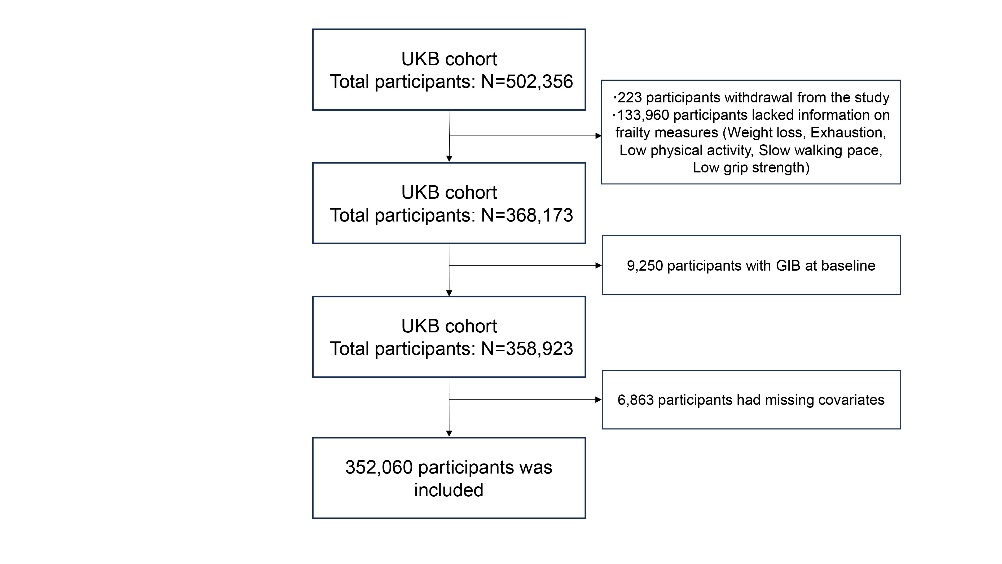 UKB cohort
Total participants: N=502,356
·223 participants withdrawal from the study
·133,960 participants lacked information on
frailty measures (Weight loss, Exhaustion,
Low physical activity, Slow walking pace,
Low grip strength)
UKB cohort
Total participants: N=368,173
9,250 participants with GIB at baseline
UKB cohort
Total participants: N=358,923
6,863 participants had missing covariates
352,060 participants was
included